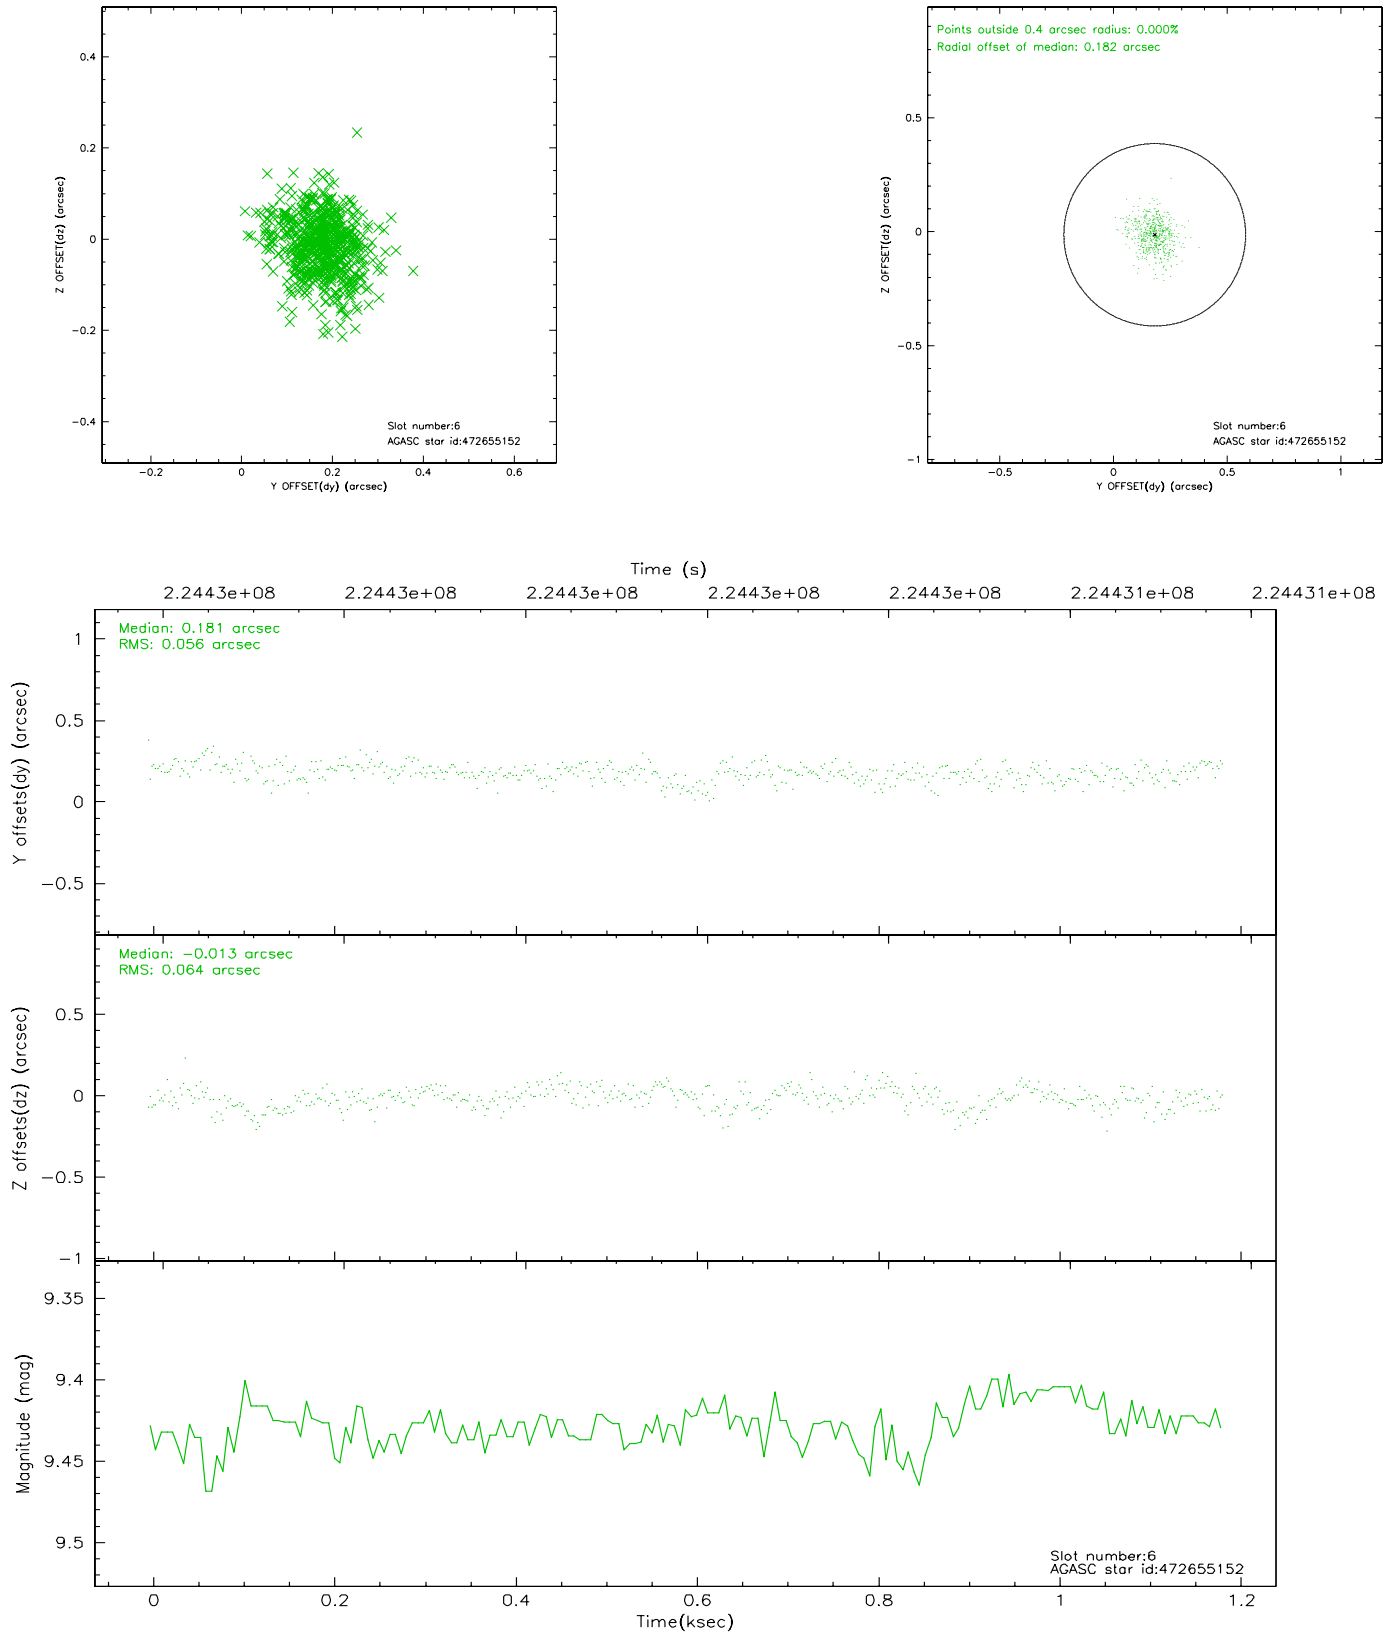 0.4
0.2
0
−0.2
−0.4
Z OFFSET(dz) (arcsec)
Slot number:6
AGASC star id:472655152
−0.2 0 0.2 0.4 0.6
Y OFFSET(dy) (arcsec)
Points outside 0.4 arcsec radius: 0.000%
Radial offset of median: 0.182 arcsec
0.5
0
−0.5
−1
Z OFFSET(dz) (arcsec)
Slot number:6
AGASC star id:472655152
−0.5 0 0.5 1
Y OFFSET(dy) (arcsec)
Time (s)
2.2443e+08 2.2443e+08 2.2443e+08 2.2443e+08 2.2443e+08 2.24431e+08 2.24431e+08
Median: 0.181 arcsec
RMS: 0.056 arcsec
1
0.5
0
−0.5
Y offsets(dy) (arcsec)
Median: −0.013 arcsec
RMS: 0.064 arcsec
0.5
0
−0.5
−1
Z offsets(dz) (arcsec)
9.35
9.4
9.45
9.5
Magnitude (mag)
Slot number:6
AGASC star id:472655152
0 0.2 0.4 0.6 0.8 1 1.2
Time(ksec)